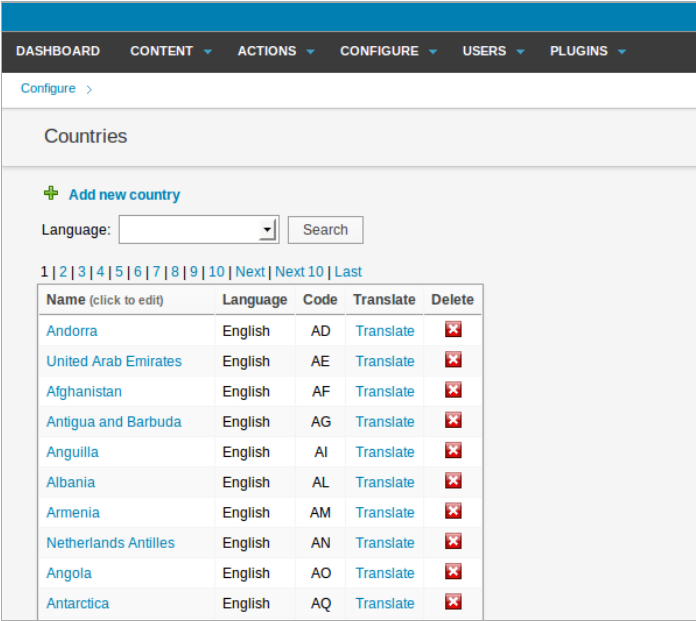 DASHBOARD CONTENT ACTIONS CONFIGURE USERS PLUGINS
Configure >
Countries
Add new country
Language: Search
1 | 2 | 3 | 4 | 5 | 6 | 7 | 8 | 9 | 10 | Next | Next 10 | Last
Name (click to edit) Language Code Translate Delete
Andorra English AD Translate
United Arab Emirates English AE Translate
Afghanistan English AF Translate
Antigua and Barbuda English AG Translate
Anguilla English AI Translate
Albania English AL Translate
Armenia English AM Translate
Netherlands Antilles English AN Translate
Angola English AO Translate
Antarctica English AQ Translate